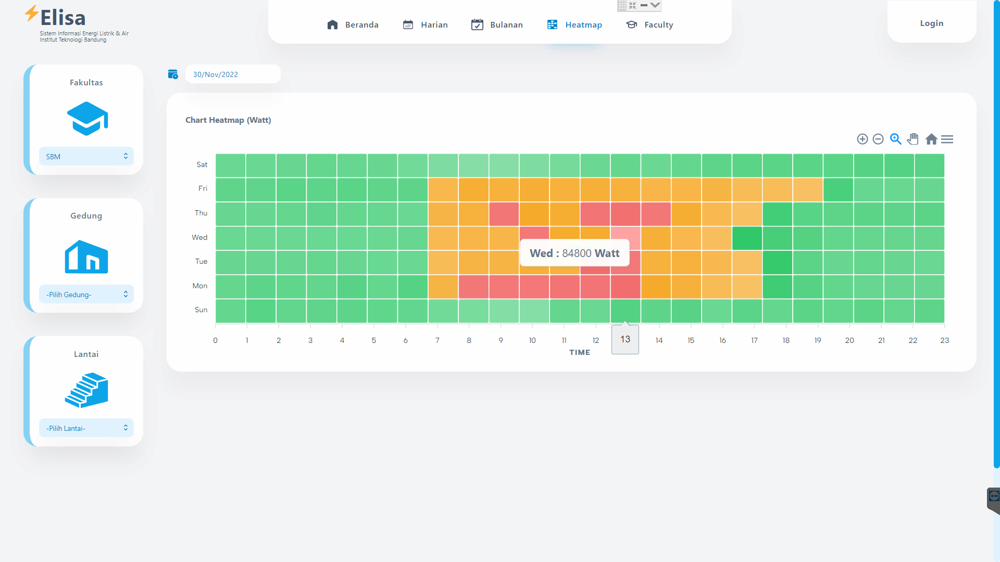 Elisa
Sistem Informasi Energi Listrik & Air
Institut Teknologi Bandung
Beranda
Harian
Bulanan
Heatmap
Faculty
Login
Fakultas
SBM
Gedung
-Pilih Gedung-
Lantai
-Pilih Lantai-
30/Nov/2022
Chart Heatmap (Watt)
Sat
Fri
Thu
Wed
Tue
Mon
Sun
Wed : 84800 Watt
0 1 2 3 4 5 6 7 8 9 10 11 12 13 14 15 16 17 18 19 20 21 22 23
TIME